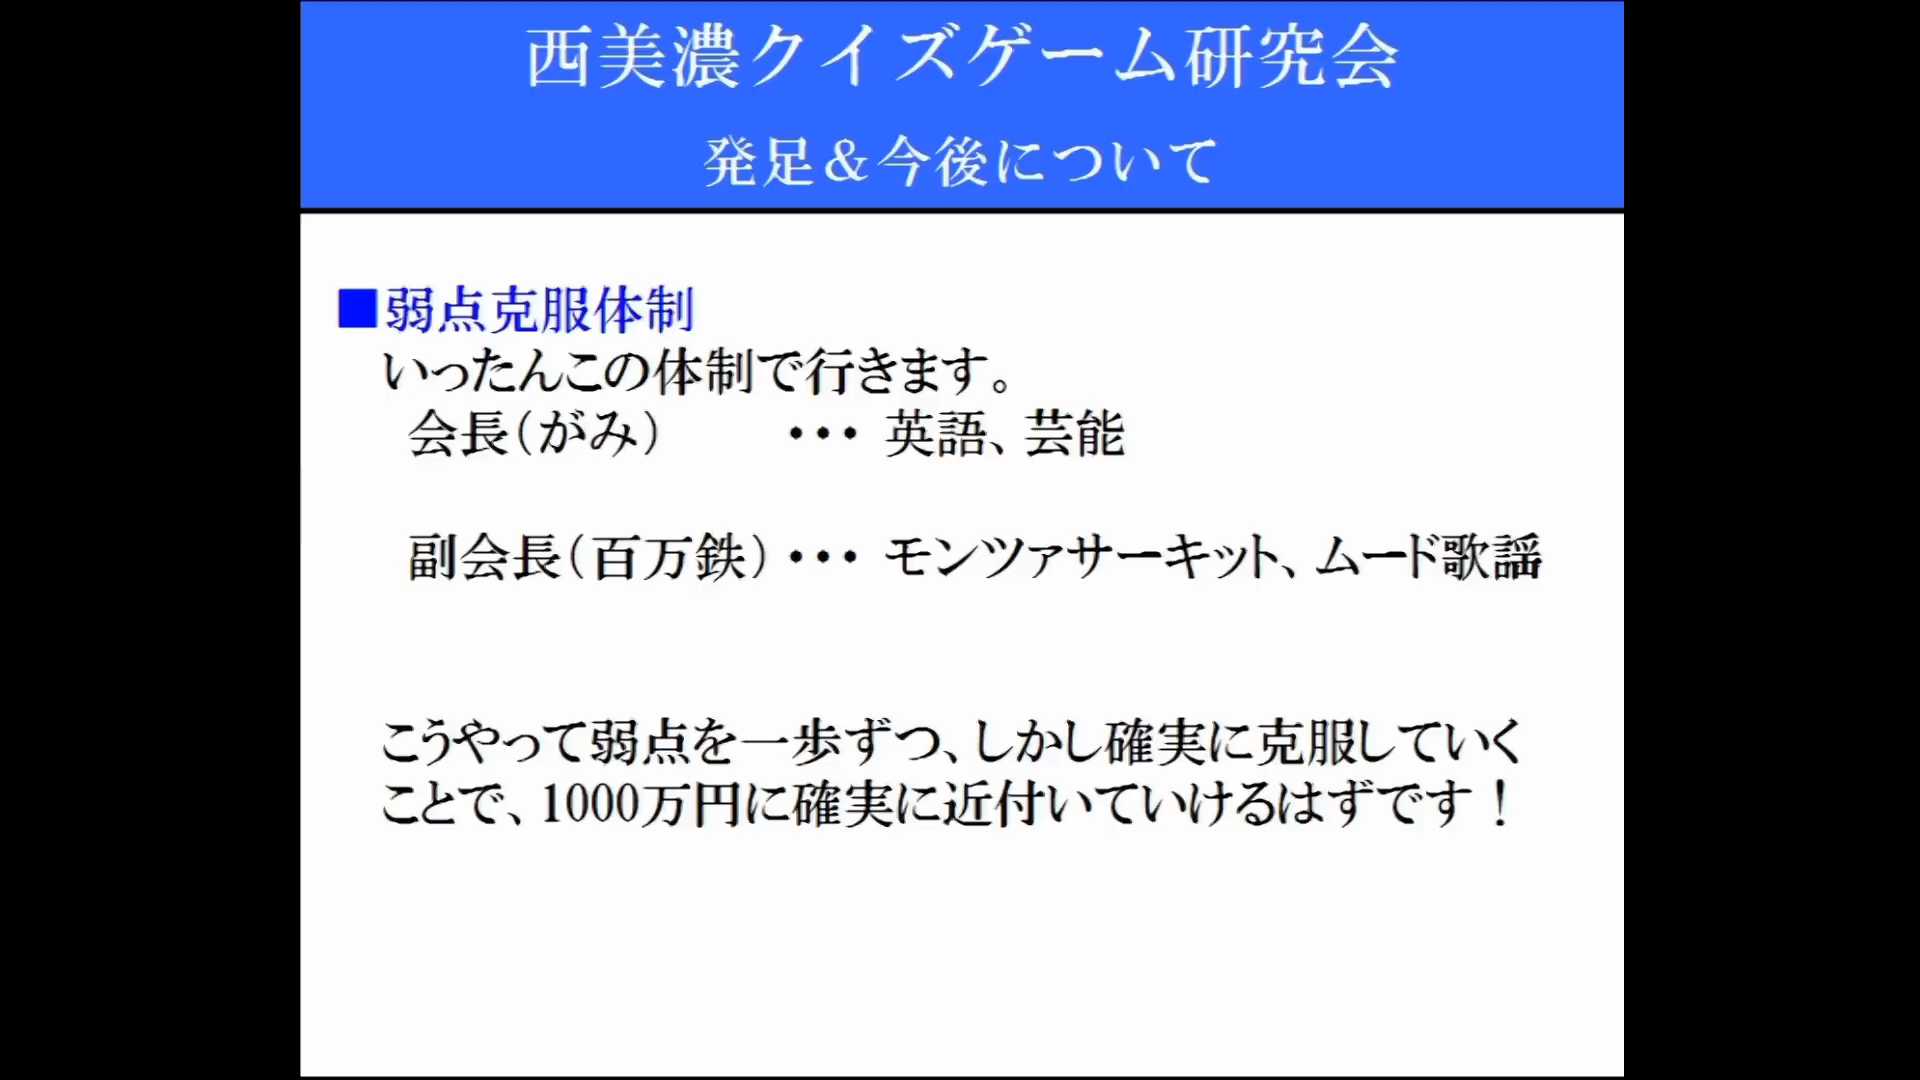 西美濃クイズゲーム研究会
発足＆今後について
■弱点克服体制
いったんこの体制で行きます。
会長（がみ）　　・・・ 英語、芸能
副会長（百万鉄）・・・ モンツァサーキット、ムード歌謡
こうやって弱点を一歩ずつ、しかし確実に克服していく
ことで、1000万円に確実に近付いていけるはずです！